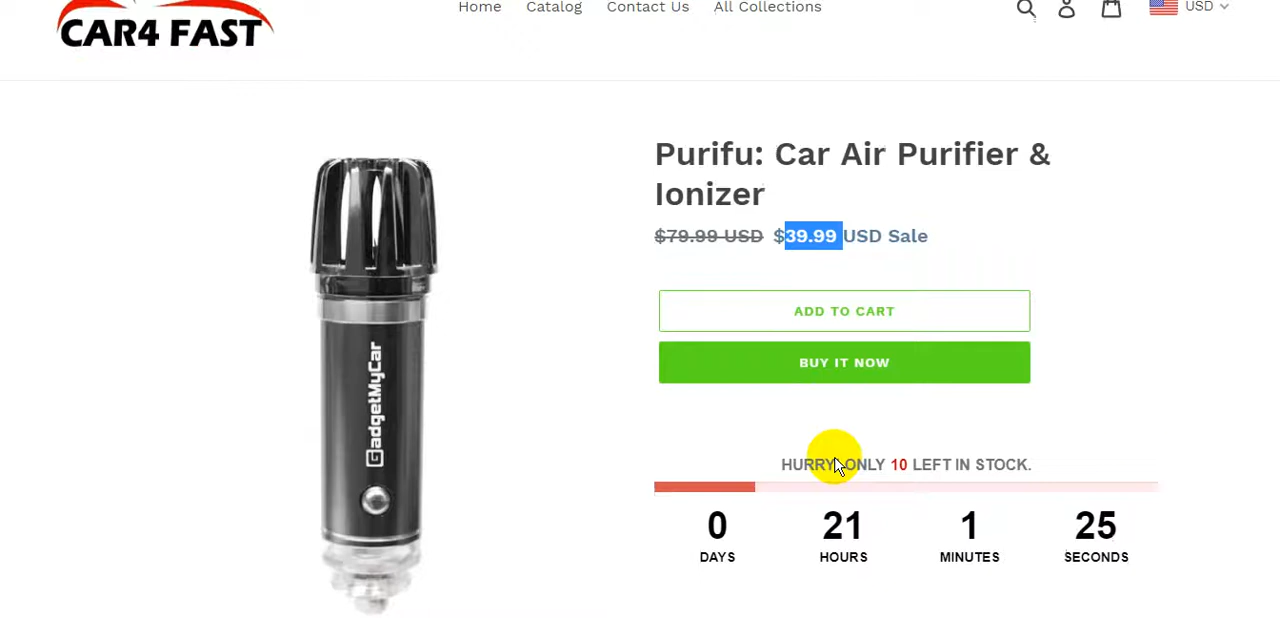 CAR4 FAST
Home Catalog Contact Us All Collections
USD
Purifu: Car Air Purifier &
Ionizer
$79.99 USD $39.99 USD Sale
ADD TO CART
BUY IT NOW
HURRY, ONLY 10 LEFT IN STOCK.
0 21 1 25
DAYS HOURS MINUTES SECONDS
GadgetMyCar